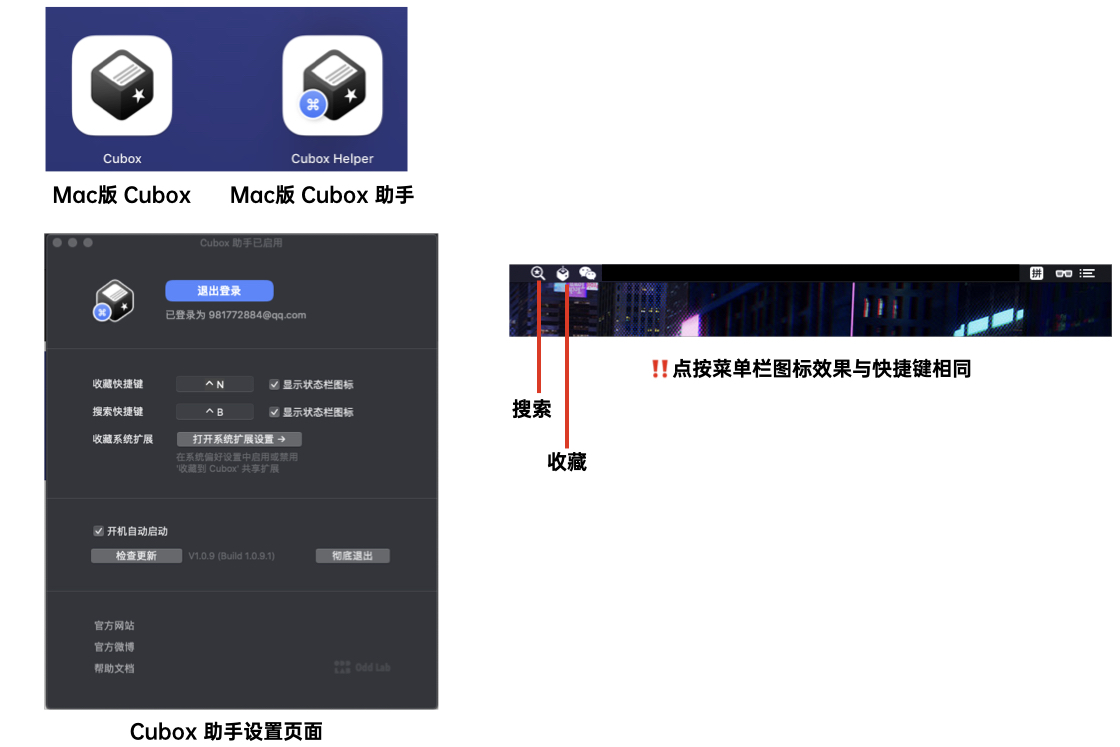 Cubox
Cubox Helper
Mac版 Cubox
Mac版 Cubox 助手
Cubox 助手已启用
退出登录
已登录为 981772884@qq.com
收藏快捷键
^ N
显示状态栏图标
搜索快捷键
^ B
显示状态栏图标
收藏系统扩展
打开系统扩展设置 →
在系统偏好设置中启用或禁用
'收藏到 Cubox' 共享扩展
开机自动启动
检查更新
V1.0.9 (Build 1.0.9.1)
彻底退出
官方网站
官方微博
帮助文档
Odd Lab
Cubox 助手设置页面
拼
‼️点按菜单栏图标效果与快捷键相同
搜索
收藏